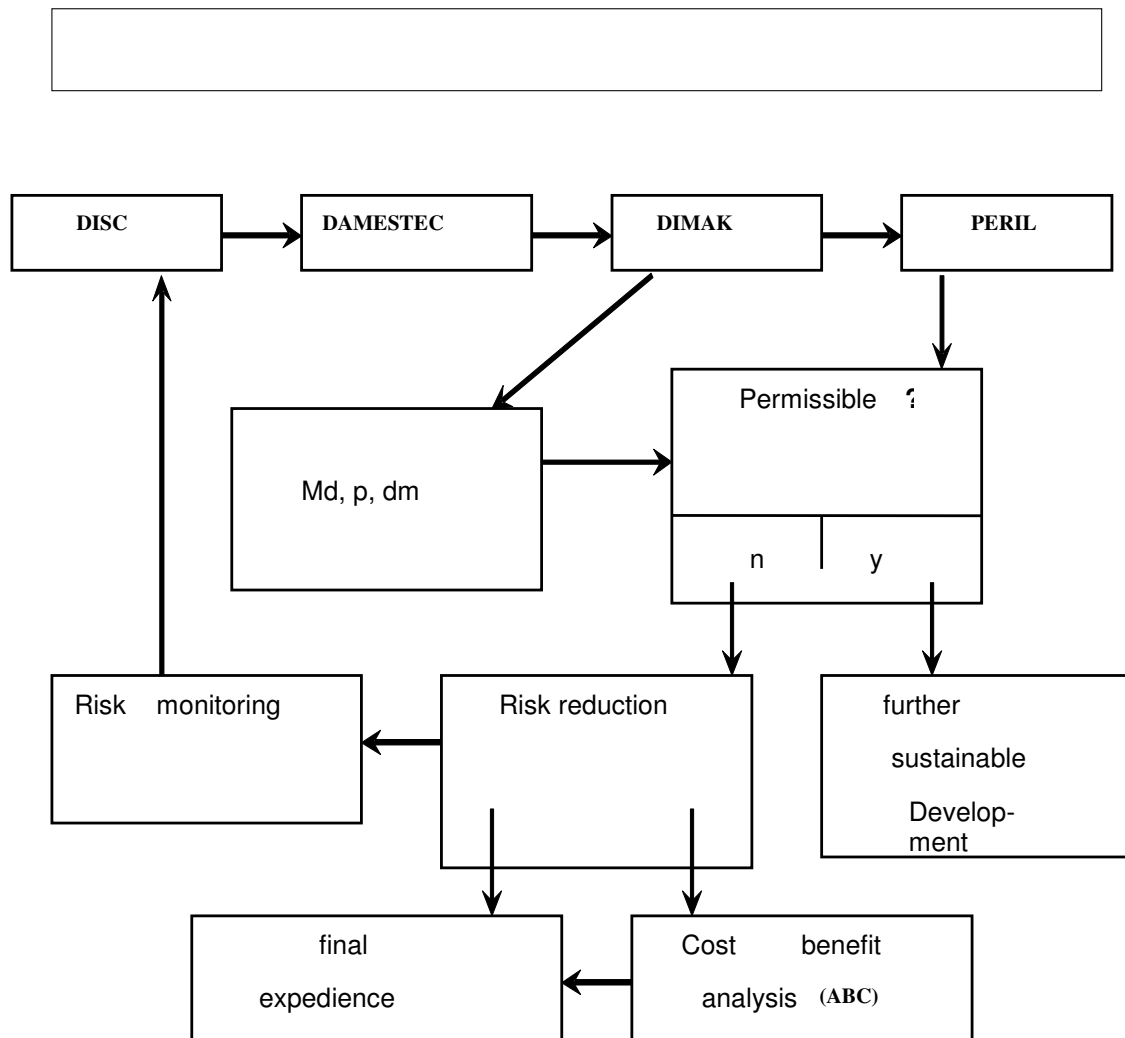 DISC
DAMESTEC
DIMAK
PERIL
Permissible ?
Md, p, dm
n
y
Risk monitoring
Risk reduction
further
sustainable
Develop-
ment
final
expedience
Cost benefit
analysis (ABC)